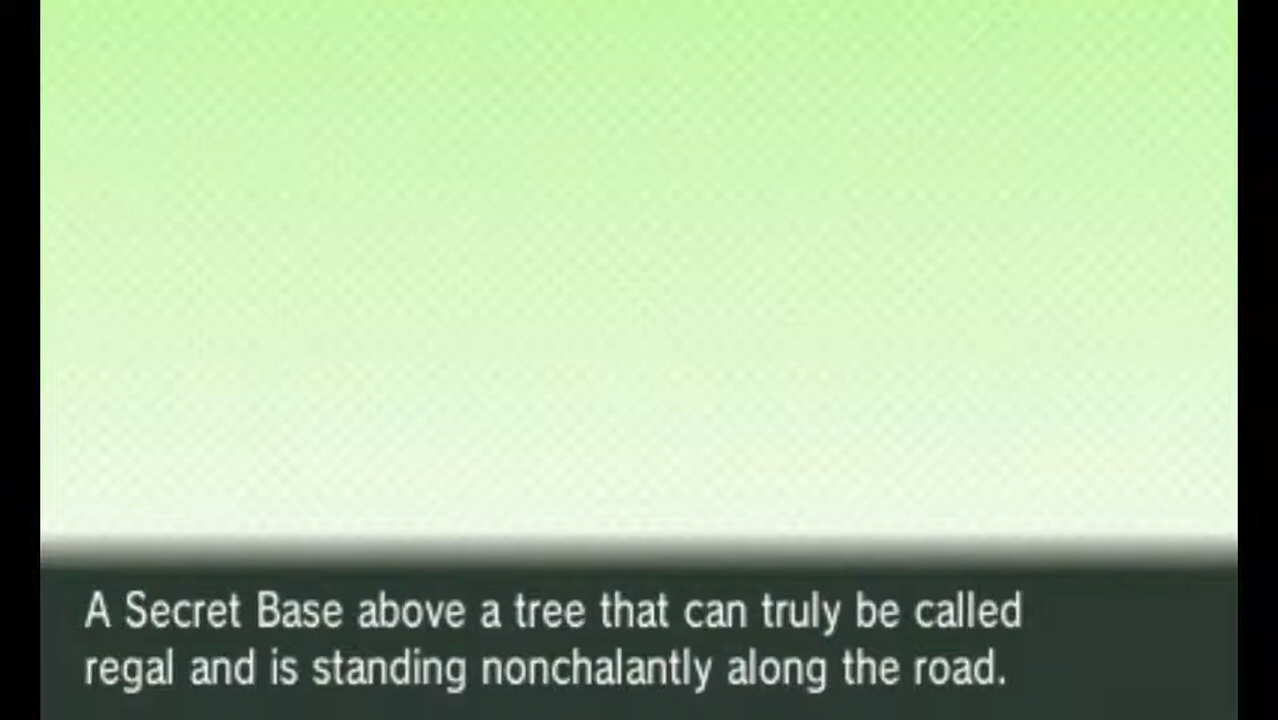 A Secret Base above a tree that can truly be called
regal and is standing nonchalantly along the road.